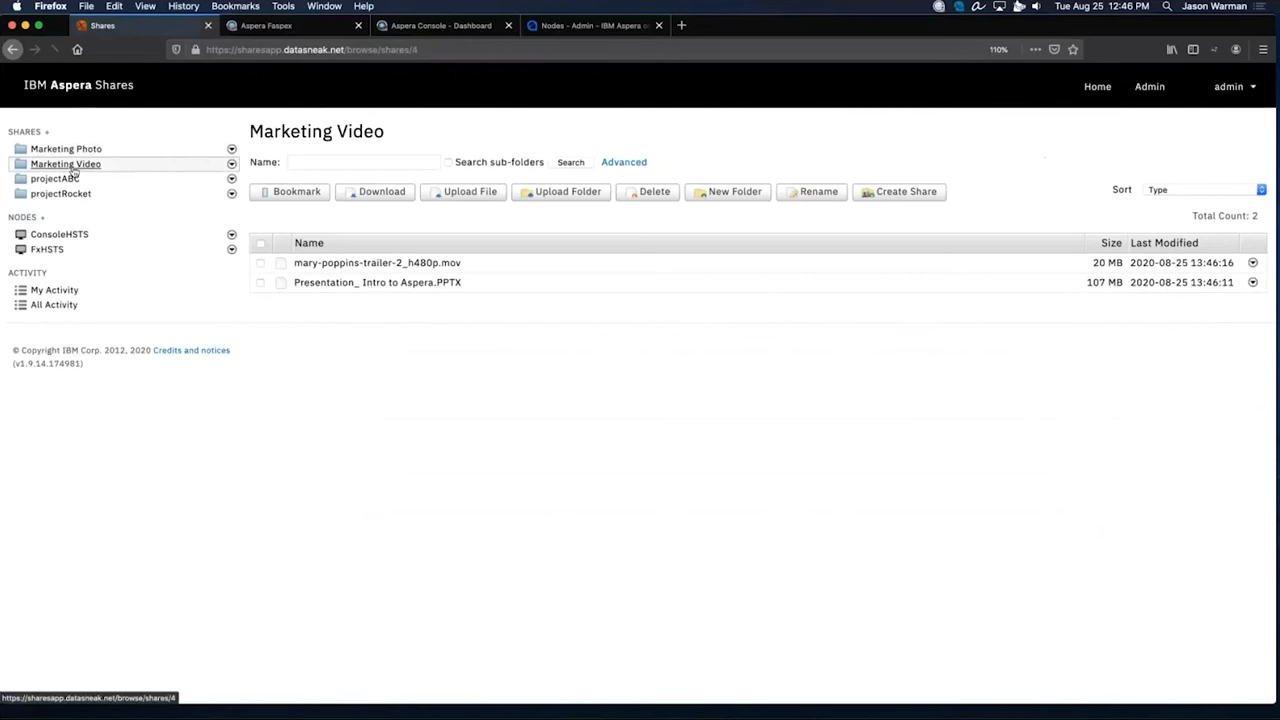 Firefox File Edit View History Bookmarks Tools Window Help Tue Aug 25 12:46 PM Jason Warman
Shares Aspera Faspex Aspera Console - Dashboard Nodes - Admin - IBM Aspera o
https://sharesapp.datasneak.net/browse/shares/4 110%
IBM Aspera Shares Home Admin admin
SHARES +
Marketing Photo
Marketing Video
projectABC
projectRocket
NODES +
ConsoleHSTS
FxHSTS
ACTIVITY
My Activity
All Activity
© Copyright IBM Corp. 2012, 2020 Credits and notices
(v1.9.14.174981)
Marketing Video
Name: Search sub-folders Search Advanced
Bookmark Download Upload File Upload Folder Delete New Folder Rename Create Share Sort Type
Total Count: 2
Name Size Last Modified
mary-poppins-trailer-2_h480p.mov 20 MB 2020-08-25 13:46:16
Presentation_ Intro to Aspera.PPTX 107 MB 2020-08-25 13:46:11
https://sharesapp.datasneak.net/browse/shares/4